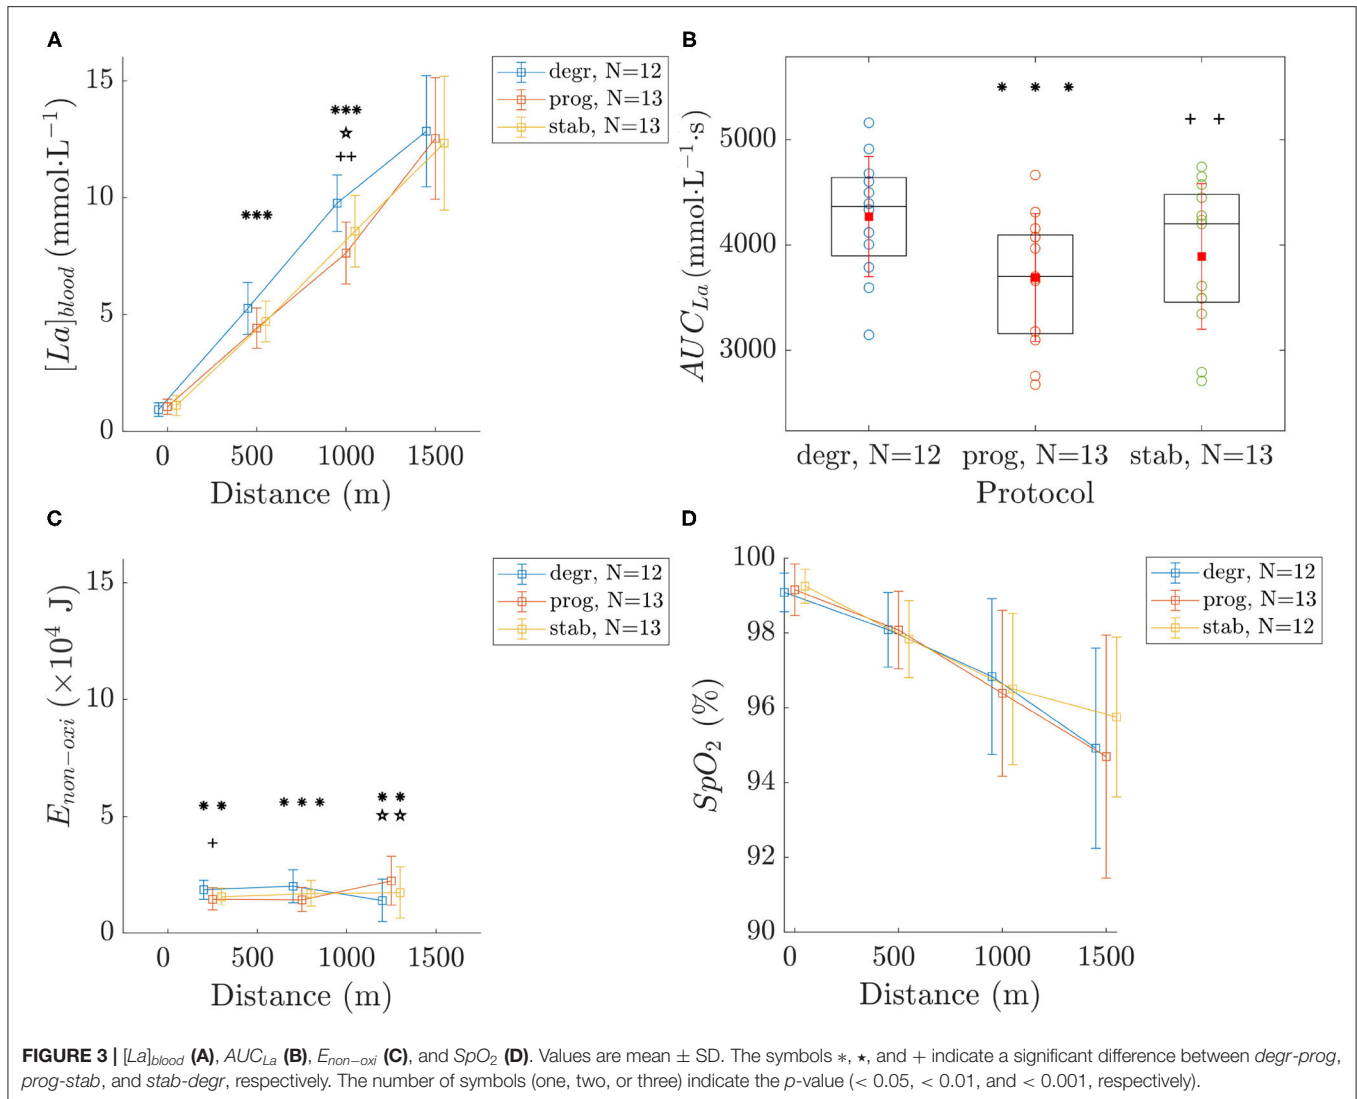 A
[La]blood (mmol·L−1)
15
10
5
0
0 500 1000 1500
Distance (m)
degr, N=12
prog, N=13
stab, N=13
***
***
☆
++
B
AUCLa (mmol·L−1·s)
5000
4000
3000
* * *
+ +
degr, N=12 prog, N=13 stab, N=13
Protocol
C
Enon−oxi (×10⁴ J)
15
10
5
0
0 500 1000 1500
Distance (m)
degr, N=12
prog, N=13
stab, N=13
** *** **
+ ☆☆
D
SpO2 (%)
100
98
96
94
92
90
0 500 1000 1500
Distance (m)
degr, N=12
prog, N=13
stab, N=12
FIGURE 3 | [La]blood (A), AUCLa (B), Enon−oxi (C), and SpO2 (D). Values are mean ± SD. The symbols *, ⋆, and + indicate a significant difference between degr-prog,
prog-stab, and stab-degr, respectively. The number of symbols (one, two, or three) indicate the p-value (< 0.05, < 0.01, and < 0.001, respectively).